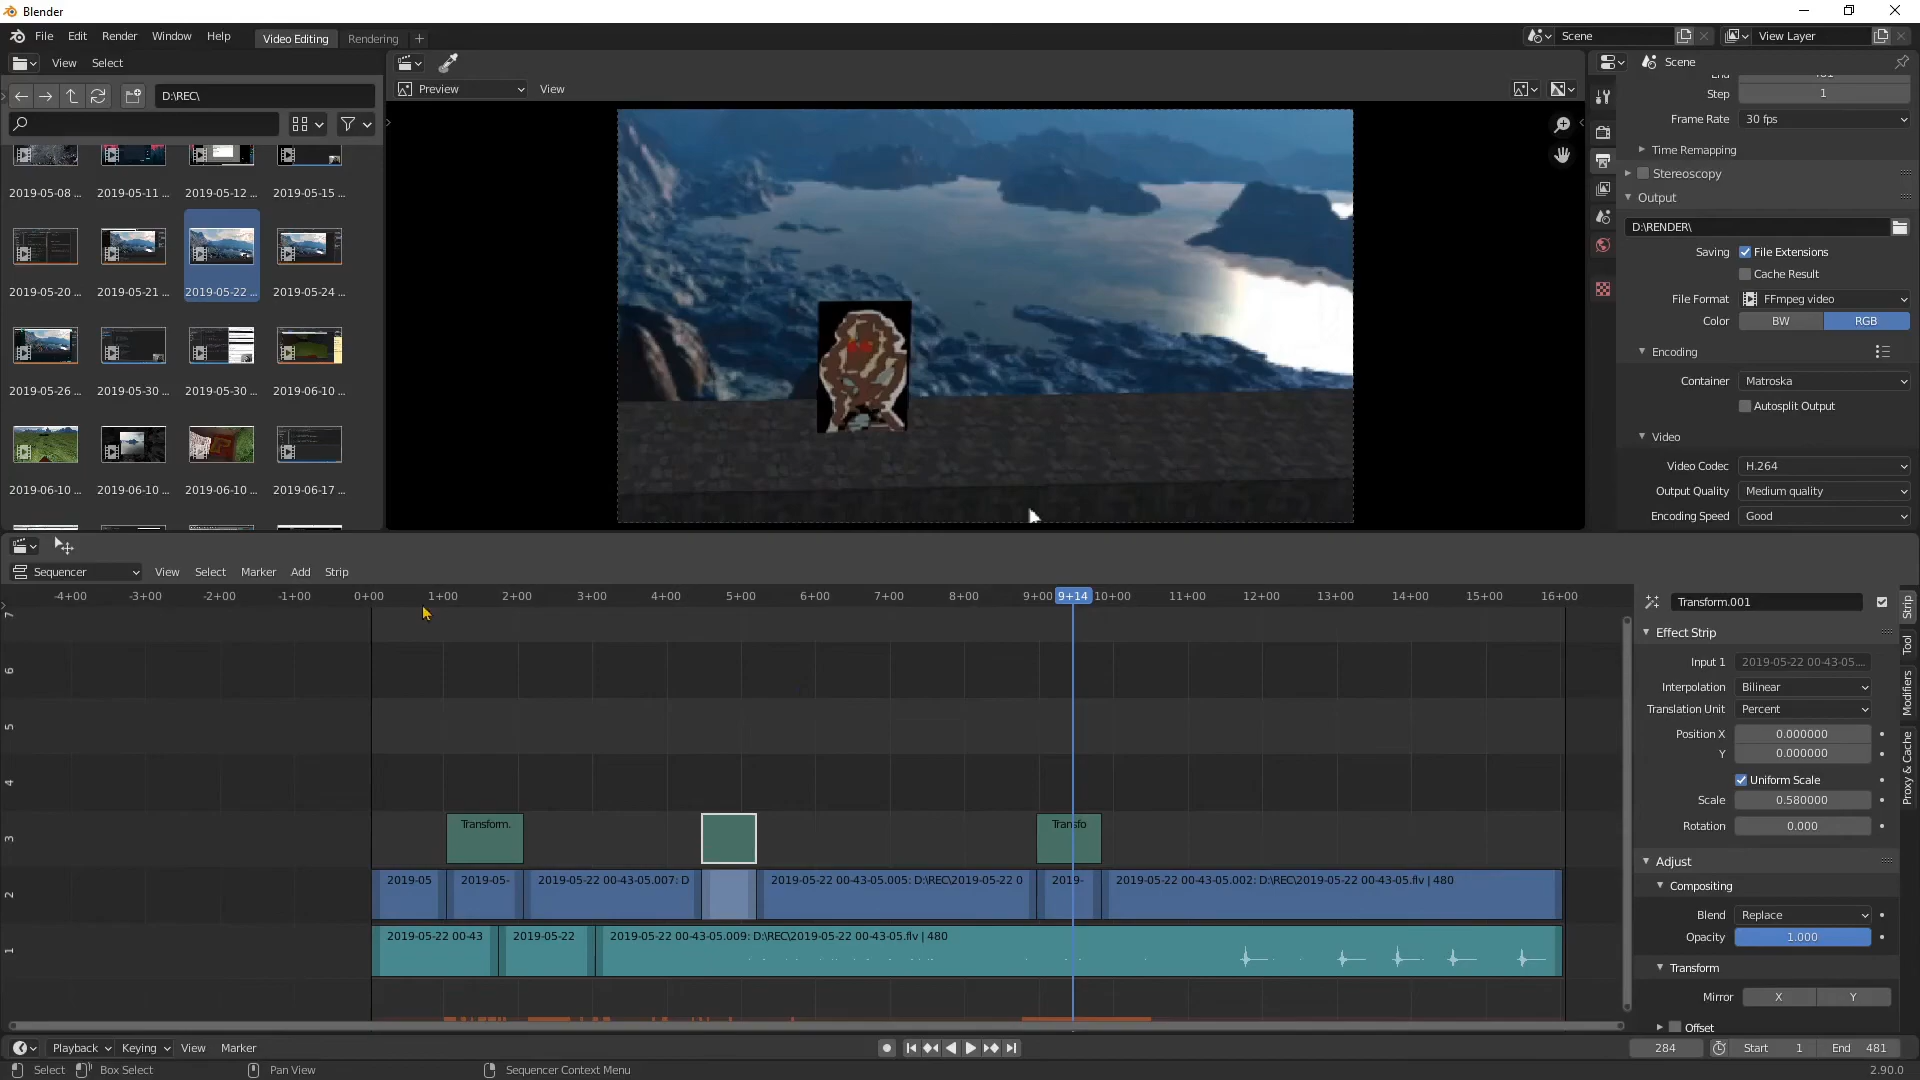 Blender
File Edit Render Window Help Video Editing Rendering + Scene View Layer
View Select
D:\REC\
Preview View
Scene
Step 1
Frame Rate 30 fps
Time Remapping
Stereoscopy
Output
D:\RENDER\
Saving File Extensions
Cache Result
File Format FFmpeg video
Color BW RGB
Encoding
Container Matroska
Autosplit Output
Video
Video Codec H.264
Output Quality Medium quality
Encoding Speed Good
2019-05-08 ... 2019-05-11 ... 2019-05-12 ... 2019-05-15 ...
2019-05-20 ... 2019-05-21 ... 2019-05-22 ... 2019-05-24 ...
2019-05-26 ... 2019-05-30 ... 2019-05-30 ... 2019-06-10 ...
2019-06-10 ... 2019-06-10 ... 2019-06-10 ... 2019-06-17 ...
Sequencer View Select Marker Add Strip
-4+00 -3+00 -2+00 -1+00 0+00 1+00 2+00 3+00 4+00 5+00 6+00 7+00 8+00 9+00 9+14 10+00 11+00 12+00 13+00 14+00 15+00 16+00
7
6
5
4
3
2
1
Transform. Transfo
2019-05 2019-05- 2019-05-22 00-43-05.007: D 2019-05-22 00-43-05.005: D:\REC\2019-05-22 0 2019- 2019-05-22 00-43-05.002: D:\REC\2019-05-22 00-43-05.flv | 480
2019-05-22 00-43 2019-05-22 2019-05-22 00-43-05.009: D:\REC\2019-05-22 00-43-05.flv | 480
Transform.001
Effect Strip
Input 1 2019-05-22 00-43-05....
Interpolation Bilinear
Translation Unit Percent
Position X 0.000000
Y 0.000000
Uniform Scale
Scale 0.580000
Rotation 0.000
Adjust
Compositing
Blend Replace
Opacity 1.000
Transform
Mirror X Y
Offset
Strip
Tool
Modifiers
Proxy & Cache
Playback Keying View Marker 284 Start 1 End 481
Select Box Select Pan View Sequencer Context Menu 2.90.0